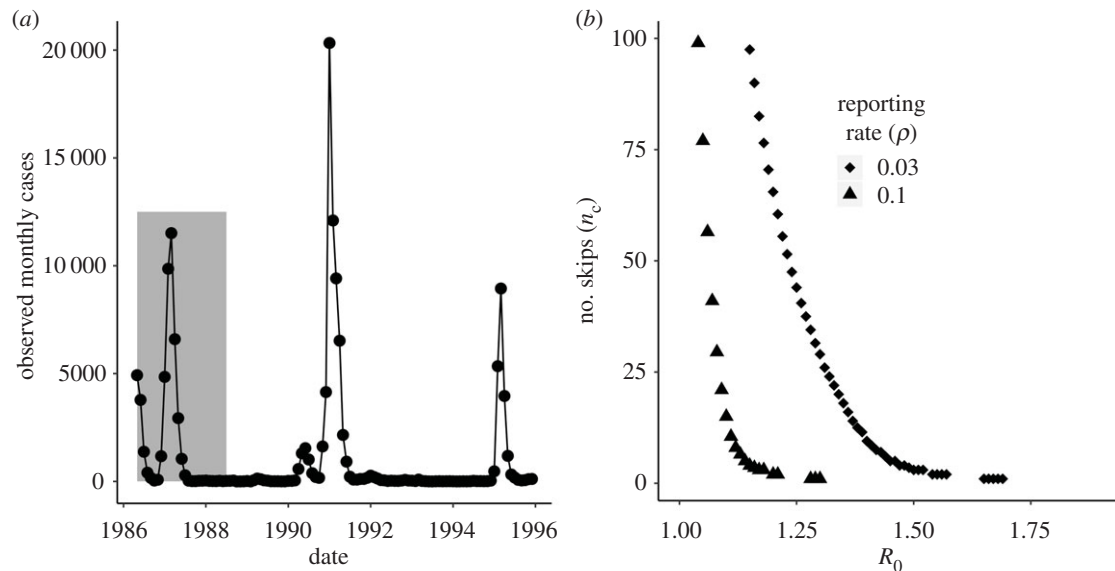 (a)
20 000
15 000
10 000
5000
0
observed monthly cases
1986 1988 1990 1992 1994 1996
date
(b)
100
75
50
25
0
no. skips (n_c)
reporting
rate (ρ)
0.03
0.1
1.00 1.25 1.50 1.75
R_0